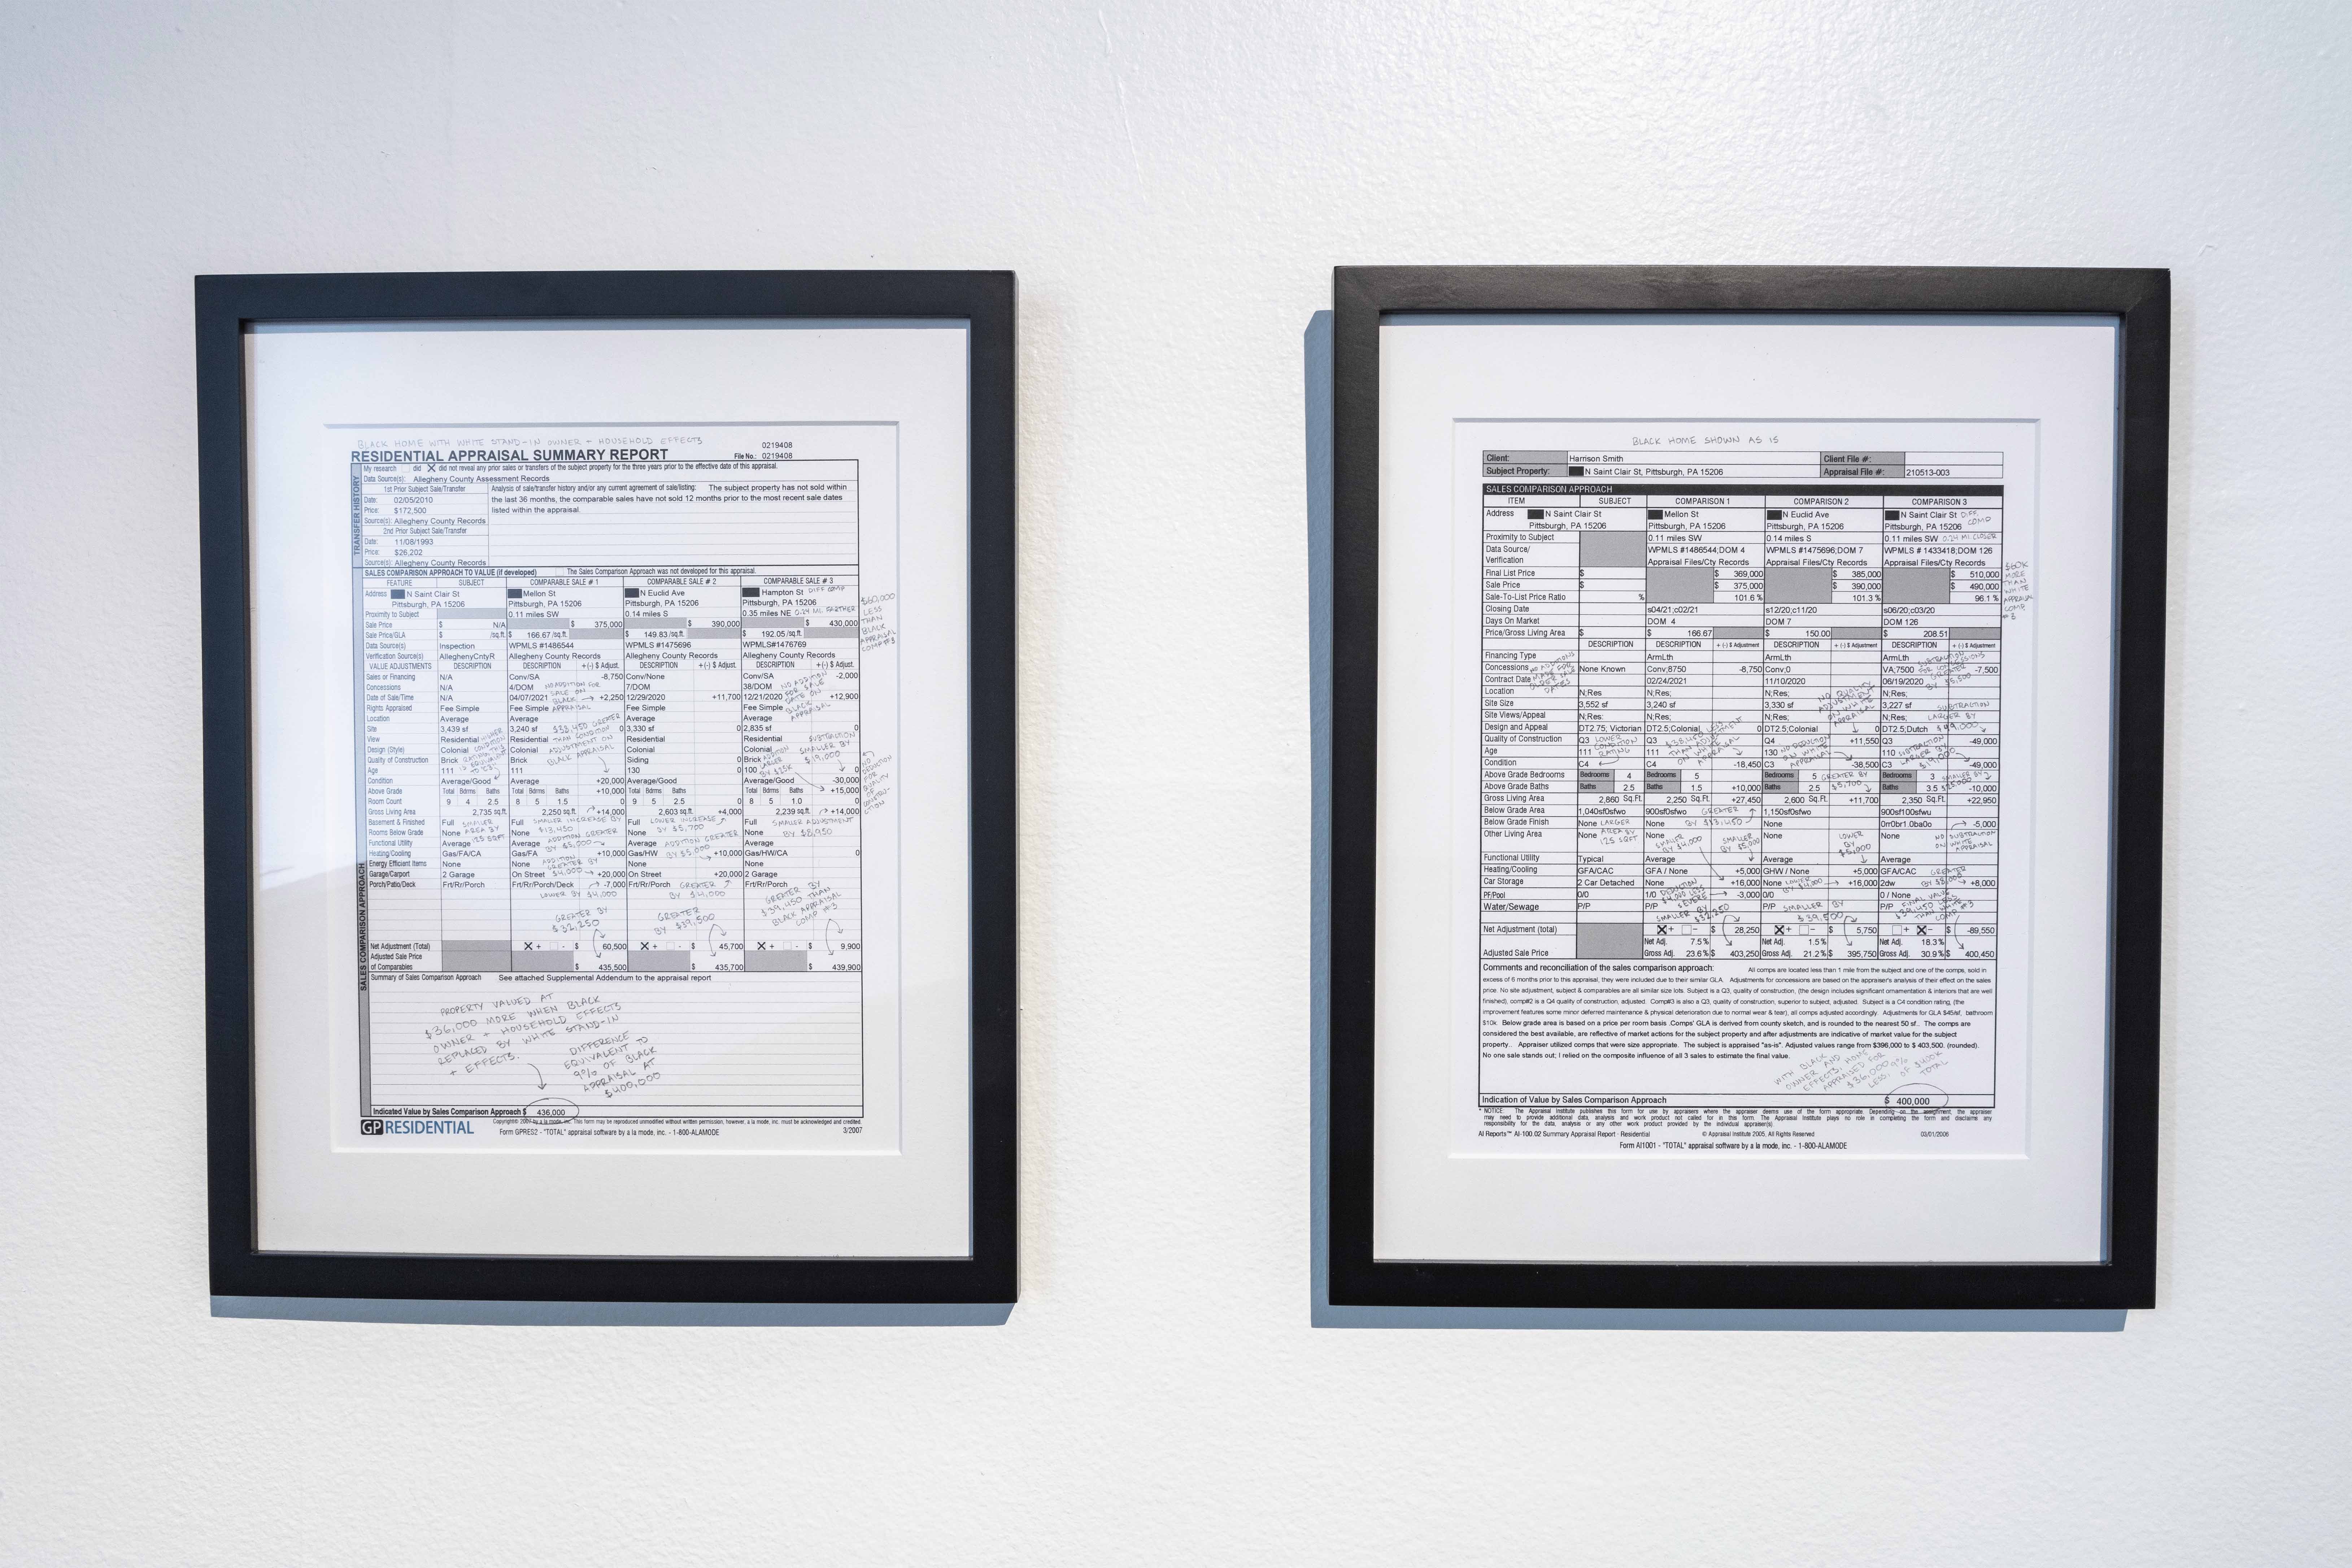 BLACK HOME WITH WHITE STAND-IN OWNER + HOUSEHOLD EFFECTS
0219408
RESIDENTIAL APPRAISAL SUMMARY REPORT File No.: 0219408
My research did did not reveal any prior sales or transfers of the subject property for the three years prior to the effective date of this appraisal.
Data Source(s): Allegheny County Assessment Records
TRANSFER HISTORY
1st Prior Subject Sale/Transfer
Date: 02/05/2010
Price: $172,500
Source(s): Allegheny County Records
2nd Prior Subject Sale/Transfer
Date: 11/08/1993
Price: $26,202
Source(s): Allegheny County Records
Analysis of sale/transfer history and/or any current agreement of sale/listing: The subject property has not sold within
the last 36 months, the comparable sales have not sold 12 months prior to the most recent sale dates
listed within the appraisal.
SALES COMPARISON APPROACH TO VALUE (if developed) The Sales Comparison Approach was not developed for this appraisal.
FEATURE SUBJECT COMPARABLE SALE # 1 COMPARABLE SALE # 2 COMPARABLE SALE # 3
Address N Saint Clair St Mellon St N Euclid Ave Hampton St DIFF COMP
Pittsburgh, PA 15206 Pittsburgh, PA 15206 Pittsburgh, PA 15206 Pittsburgh, PA 15206
Proximity to Subject 0.11 miles SW 0.14 miles S 0.35 miles NE 0.24 MI. FARTHER
Sale Price $ N/A $ 375,000 $ 390,000 $ 430,000
Sale Price/GLA $ /sq.ft. $ 166.67 /sq.ft. $ 149.83 /sq.ft. $ 192.05 /sq.ft.
$60,000
LESS
THAN
BLACK
APPRAISAL
COMP #3
Data Source(s) Inspection WPMLS #1486544 WPMLS #1475696 WPMLS#1476769
Verification Source(s) AlleghenyCntyR Allegheny County Records Allegheny County Records Allegheny County Records
VALUE ADJUSTMENTS DESCRIPTION DESCRIPTION +(-) $ Adjust. DESCRIPTION +(-) $ Adjust. DESCRIPTION +(-) $ Adjust.
Sales or Financing N/A Conv/SA -8,750 Conv/None Conv/SA -2,000
Concessions N/A 4/DOM 7/DOM 38/DOM
Date of Sale/Time N/A 04/07/2021 +2,250 12/29/2020 +11,700 12/21/2020 +12,900
NO ADDITION FOR
SALE ON
BLACK
APPRAISAL
NO ADDITION
FOR SALE
DATE ON
BLACK
APPRAISAL
Rights Appraised Fee Simple Fee Simple Fee Simple Fee Simple
Location Average Average Average Average
Site 3,439 sf 3,240 sf 0 3,330 sf 0 2,835 sf 0
View Residential Residential Residential Residential
Design (Style) Colonial Colonial Colonial Colonial
Quality of Construction Brick Brick Siding 0 Brick
Age 111 111 130 0 100 0
$38,450 GREATER
THAN CONDITION
ADJUSTMENT ON
BLACK APPRAISAL
SUBTRACTION
SMALLER BY
$19,000
Condition Average/Good Average +20,000 Average/Good Average/Good -30,000
Above Grade Total Bdrms Baths Total Bdrms Baths +10,000 Total Bdrms Baths Total Bdrms Baths +15,000
Room Count 9 4 2.5 8 5 1.5 0 9 5 2.5 0 8 5 1.0 0
Gross Living Area 2,735 sq.ft. 2,250 sq.ft. +14,000 2,603 sq.ft. +4,000 2,239 sq.ft. +14,000
Basement & Finished Full SMALLER Full SMALLER INCREASE BY Full LOWER INCREASE Full SMALLER ADJUSTMENT
Rooms Below Grade None AREA BY None $13,450 None BY $5,700 None BY $8,950
Functional Utility Average 125 SQFT Average ADDITION GREATER Average ADDITION GREATER Average
Heating/Cooling Gas/FA/CA Gas/FA BY $5,000 +10,000 Gas/HW BY $5,000 +10,000 Gas/HW/CA 0
Energy Efficient Items None None None None
ADDITION
GREATER BY
$4,000
Garage/Carport 2 Garage On Street +20,000 On Street +20,000 2 Garage
Porch/Patio/Deck Frt/Rr/Porch Frt/Rr/Porch/Deck -7,000 Frt/Rr/Porch GREATER Frt/Rr/Porch
LOWER BY $4,000
BY $4,000
GREATER BY
$32,250
GREATER
BY $39,500
GREATER BY
$39,450 THAN
BLACK APPRAISAL
COMP #3
SALES COMPARISON APPROACH
Net Adjustment (Total) + - $ 60,500 + - $ 45,700 + - $ 9,900
Adjusted Sale Price
of Comparables $ 435,500 $ 435,700 $ 439,900
Summary of Sales Comparison Approach See attached Supplemental Addendum to the appraisal report
PROPERTY VALUED AT
$36,000 MORE WHEN BLACK
OWNER + HOUSEHOLD EFFECTS
REPLACED BY WHITE STAND-IN
+ EFFECTS.
DIFFERENCE
EQUIVALENT TO
9% OF BLACK
APPRAISAL AT
$400,000
Indicated Value by Sales Comparison Approach $ 436,000
GP RESIDENTIAL
Copyright© 2007 by a la mode, inc. This form may be reproduced unmodified without written permission, however, a la mode, inc. must be acknowledged and credited.
Form GPRES2 - "TOTAL" appraisal software by a la mode, inc. - 1-800-ALAMODE 3/2007
BLACK HOME SHOWN AS IS
Client: Harrison Smith Client File #:
Subject Property: N Saint Clair St, Pittsburgh, PA 15206 Appraisal File #: 210513-003
SALES COMPARISON APPROACH
ITEM SUBJECT COMPARISON 1 COMPARISON 2 COMPARISON 3
Address N Saint Clair St Mellon St N Euclid Ave N Saint Clair St DIFF. COMP
Pittsburgh, PA 15206 Pittsburgh, PA 15206 Pittsburgh, PA 15206 Pittsburgh, PA 15206
Proximity to Subject 0.11 miles SW 0.14 miles S 0.11 miles SW 0.24 MI. CLOSER
Data Source/ WPMLS #1486544;DOM 4 WPMLS #1475696;DOM 7 WPMLS # 1433418;DOM 126
Verification Appraisal Files/Cty Records Appraisal Files/Cty Records Appraisal Files/Cty Records
Final List Price $ $ 369,000 $ 385,000 $ 510,000
Sale Price $ $ 375,000 $ 390,000 $ 490,000
Sale-To-List Price Ratio % 101.6 % 101.3 % 96.1 %
$60K
MORE
THAN
WHITE
APPRAISAL
COMP
#3
Closing Date s04/21;c02/21 s12/20;c11/20 s06/20;c03/20
Days On Market DOM 4 DOM 7 DOM 126
Price/Gross Living Area $ $ 166.67 $ 150.00 $ 208.51
DESCRIPTION DESCRIPTION +(-) $ Adjustment DESCRIPTION +(-) $ Adjustment DESCRIPTION +(-) $ Adjustment
Financing Type ArmLth ArmLth ArmLth
Concessions None Known Conv;8750 -8,750 Conv;0 VA;7500 -7,500
Contract Date 02/24/2021 11/10/2020 06/19/2020
Location N;Res N;Res; N;Res; N;Res;
Site Size 3,552 sf 3,240 sf 3,330 sf 3,227 sf
Site Views/Appeal N;Res; N;Res; N;Res; N;Res;
NO QUALITY
ADJUSTMENT
ON WHITE
APPRAISAL
SUBTRACTION
LARGER BY
$49,000
Design and Appeal DT2.75; Victorian DT2.5;Colonial DT2.5;Colonial 0 DT2.5;Dutch
Quality of Construction Q3 Q3 Q4 +11,550 Q3 -49,000
Age 111 111 130 110
Condition C4 C4 -18,450 C3 -38,500 C3 -49,000
LOWER
CONDITION
RATING
NO DEDUCTION
ON WHITE
APPRAISAL
Above Grade Bedrooms Bedrooms 4 Bedrooms 5 Bedrooms 5 GREATER BY Bedrooms 3
Above Grade Baths Baths 2.5 Baths 1.5 +10,000 Baths 2.5 $5,700 Baths 3.5 -10,000
Gross Living Area 2,860 Sq.Ft. 2,250 Sq.Ft. +27,450 2,600 Sq.Ft. +11,700 2,350 Sq.Ft. +22,950
Below Grade Area 1,040sf0sfwo 900sf0sfwo GREATER 1,150sf0sfwo 900sf100sfwu
Below Grade Finish None LARGER None BY $13,450 None 0rr0br1.0ba0o -5,000
Other Living Area None AREA BY None None None
125 SQFT
SMALLER
BY $4,000
SMALLER
BY $5,000
LOWER
BY
$5,000
NO SUBTRACTION
ON WHITE
APPRAISAL
Functional Utility Typical Average Average Average
Heating/Cooling GFA/CAC GFA / None +5,000 GHW / None +5,000 GFA/CAC
Car Storage 2 Car Detached None +16,000 None +16,000 2dw +8,000
PF/Pool 0/0 1/0 -3,000 0/0 0 / None
Water/Sewage P/P P/P P/P SMALLER BY P/P
SMALLER BY $32,250
$39,500
Net Adjustment (total) + - $ 28,250 + - $ 5,750 + - $ -89,550
Net Adj. 7.5% Net Adj. 1.5% Net Adj. 18.3%
Adjusted Sale Price Gross Adj. 23.6% $ 403,250 Gross Adj. 21.2% $ 395,750 Gross Adj. 30.9% $ 400,450
Comments and reconciliation of the sales comparison approach: All comps are located less than 1 mile from the subject and one of the comps, sold in
excess of 6 months prior to this appraisal, they were included due to their similar GLA. Adjustments for concessions are based on the appraiser's analysis of their effect on the sales
price. No site adjustment, subject & comparables are all similar size lots. Subject is a Q3, quality of construction, (the design includes significant ornamentation & interiors that are well
finished), comp#2 is a Q4 quality of construction, adjusted. Comp#3 is also a Q3, quality of construction, superior to subject, adjusted. Subject is a C4 condition rating, (the
improvement features some minor deferred maintenance & physical deterioration due to normal wear & tear), all comps adjusted accordingly. Adjustments for GLA $45/sf, bathroom
$10k. Below grade area is based on a price per room basis .Comps' GLA is derived from county sketch, and is rounded to the nearest 50 sf.. The comps are
considered the best available, are reflective of market actions for the subject property and after adjustments are indicative of market value for the subject
property.. Appraiser utilized comps that were size appropriate. The subject is appraised "as-is". Adjusted values range from $396,000 to $ 403,500. (rounded).
No one sale stands out; I relied on the composite influence of all 3 sales to estimate the final value.
WITH BLACK
OWNER AND HOME
EFFECTS, APPRAISED FOR
$36,000 LESS. 9% OF $400K
TOTAL
Indication of Value by Sales Comparison Approach $ 400,000
* NOTICE: The Appraisal Institute publishes this form for use by appraisers where the appraiser deems use of the form appropriate. Depending on the assignment, the appraiser
may need to provide additional data, analysis and work product not called for in this form. The Appraisal Institute plays no role in completing the form and disclaims any
responsibility for the data, analysis or any other work product provided by the individual appraiser(s).
AI Reports™ AI-100.02 Summary Appraisal Report - Residential © Appraisal Institute 2005, All Rights Reserved 03/01/2006
Form AI1001 - "TOTAL" appraisal software by a la mode, inc. - 1-800-ALAMODE